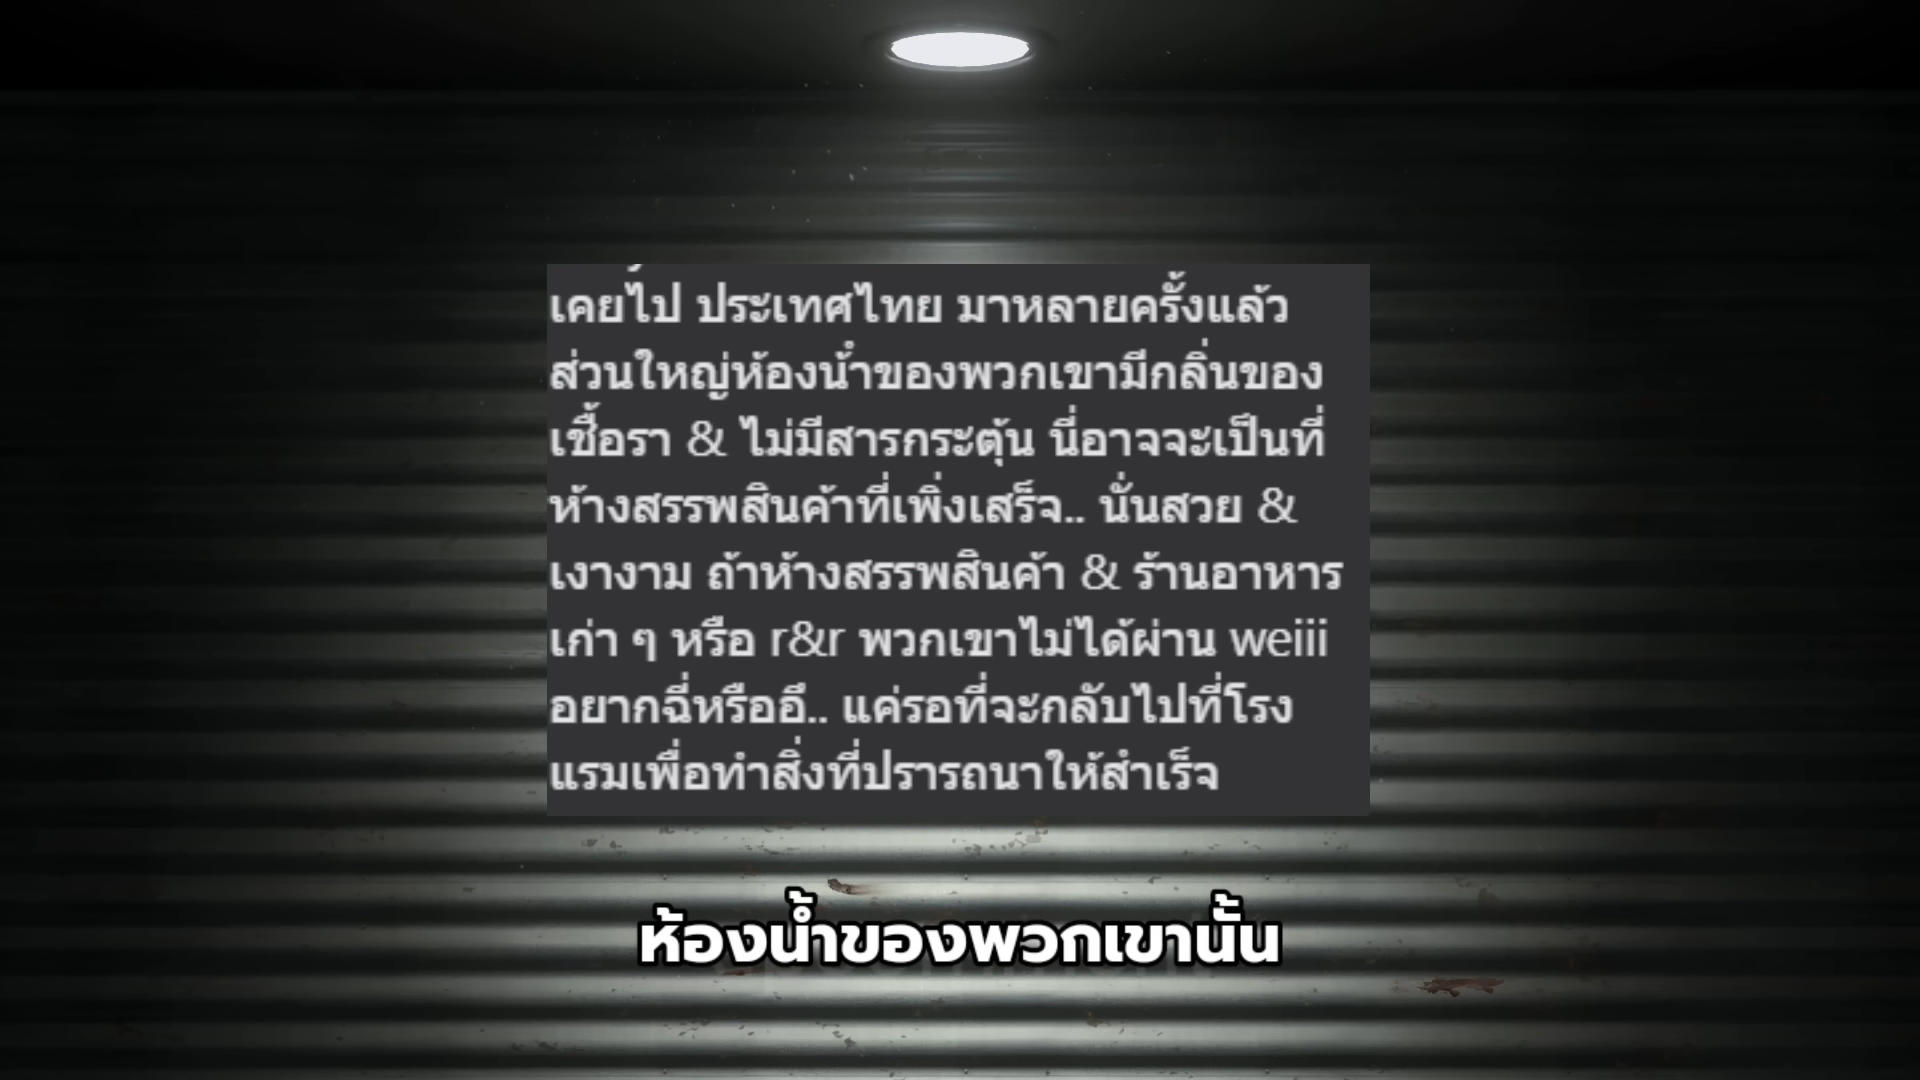 เคยไป ประเทศไทย มาหลายครั้งแล้ว
ส่วนใหญ่ห้องน้ำของพวกเขามีกลิ่นของ
เชื้อรา & ไม่มีสารกระตุ้น นี่อาจจะเป็นที่
ห้างสรรพสินค้าที่เพิ่งเสร็จ.. นั่นสวย &
เงางาม ถ้าห้างสรรพสินค้า & ร้านอาหาร
เก่า ๆ หรือ r&r พวกเขาไม่ได้ผ่าน weiii
อยากฉี่หรืออึ.. แค่รอที่จะกลับไปที่โรง
แรมเพื่อทำสิ่งที่ปรารถนาให้สำเร็จ
ห้องน้ำของพวกเขานั้น